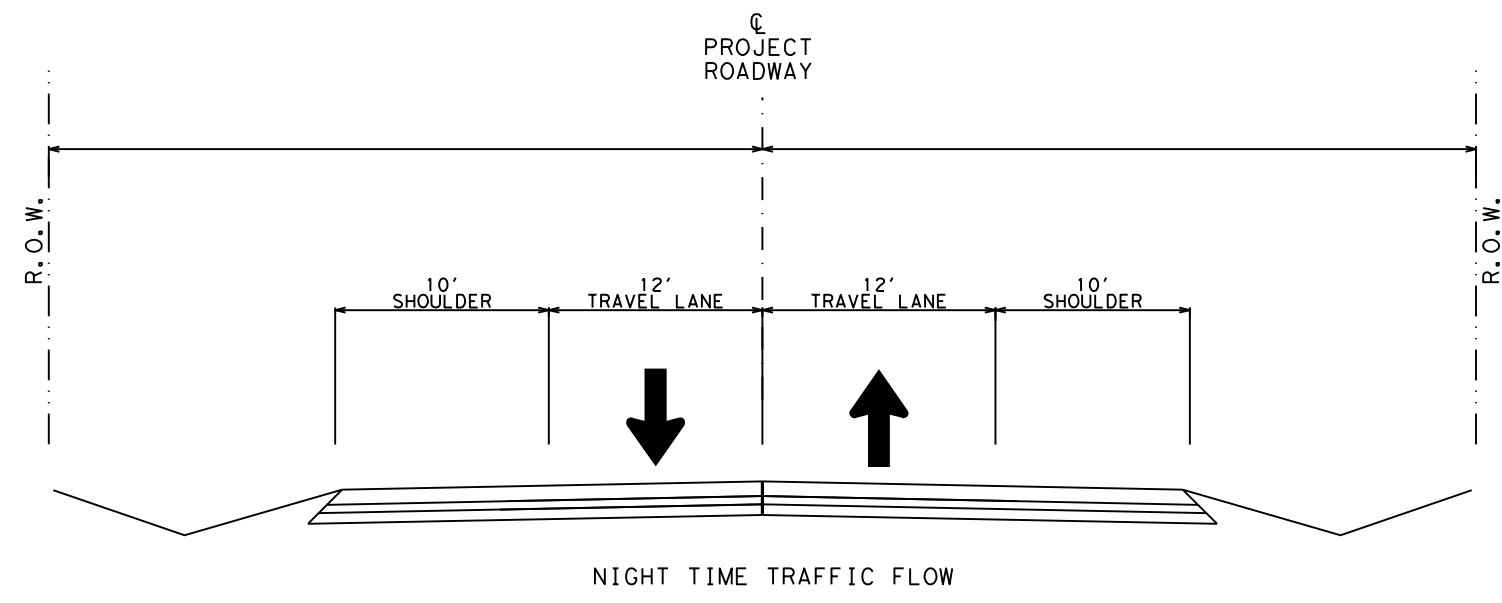 ℄
PROJECT
ROADWAY
R.O.W.
R.O.W.
10' 12' 12' 10'
SHOULDER TRAVEL LANE TRAVEL LANE SHOULDER
NIGHT TIME TRAFFIC FLOW